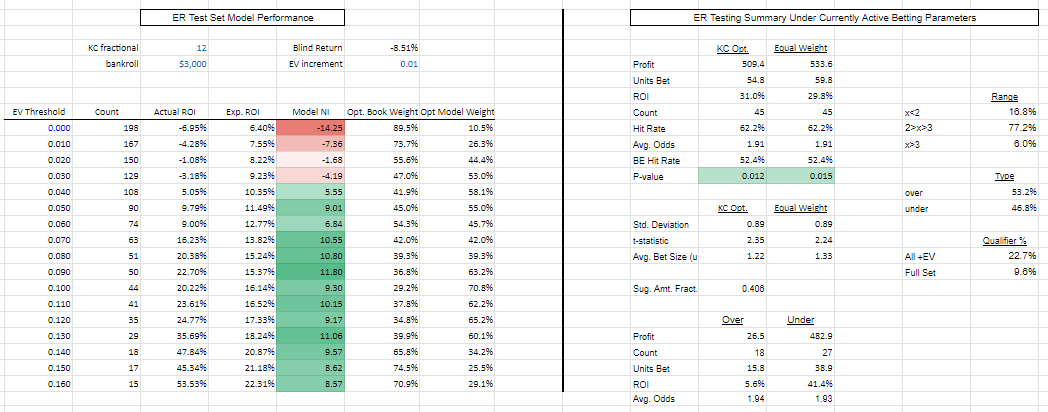 ER Test Set Model Performance
KC fractional 12 Blind Return -8.51%
bankroll $3,000 EV increment 0.01
EV Threshold Count Actual ROI Exp. ROI Model NI Opt. Book Weight Opt Model Weight
0.000 198 -6.95% 6.40% -14.25 89.5% 10.5%
0.010 167 -4.28% 7.55% -7.36 73.7% 26.3%
0.020 150 -1.08% 8.22% -1.68 55.6% 44.4%
0.030 129 -3.18% 9.23% -4.19 47.0% 53.0%
0.040 108 5.05% 10.35% 5.55 41.9% 58.1%
0.050 90 9.79% 11.49% 9.01 45.0% 55.0%
0.060 74 9.00% 12.77% 6.84 54.3% 45.7%
0.070 63 16.23% 13.82% 10.55 42.0% 42.0%
0.080 51 20.38% 15.24% 10.80 39.3% 39.3%
0.090 50 22.70% 15.37% 11.80 36.8% 63.2%
0.100 44 20.22% 16.14% 9.30 29.2% 70.8%
0.110 41 23.61% 16.52% 10.15 37.8% 62.2%
0.120 35 24.77% 17.33% 9.17 34.8% 65.2%
0.130 29 35.69% 18.24% 11.06 39.9% 60.1%
0.140 18 47.84% 20.87% 9.57 65.8% 34.2%
0.150 17 45.34% 21.18% 8.62 74.5% 25.5%
0.160 15 53.53% 22.31% 8.57 70.9% 29.1%
ER Testing Summary Under Currently Active Betting Parameters
KC Opt. Equal Weight
Profit 509.4 533.6
Units Bet 54.8 59.8
ROI 31.0% 29.8% Range
Count 45 45 x<2 16.8%
Hit Rate 62.2% 62.2% 2>x>3 77.2%
Avg. Odds 1.91 1.91 x>3 6.0%
BE Hit Rate 52.4% 52.4%
P-value 0.012 0.015 Type
over 53.2%
KC Opt. Equal Weight under 46.8%
Std. Deviation 0.89 0.89
t-statistic 2.35 2.24 Qualifier %
Avg. Bet Size (u 1.22 1.33 All +EV 22.7%
Full Set 9.6%
Sug. Amt. Fract. 0.406
Over Under
Profit 26.5 482.9
Count 18 27
Units Bet 15.8 38.9
ROI 5.6% 41.4%
Avg. Odds 1.94 1.93